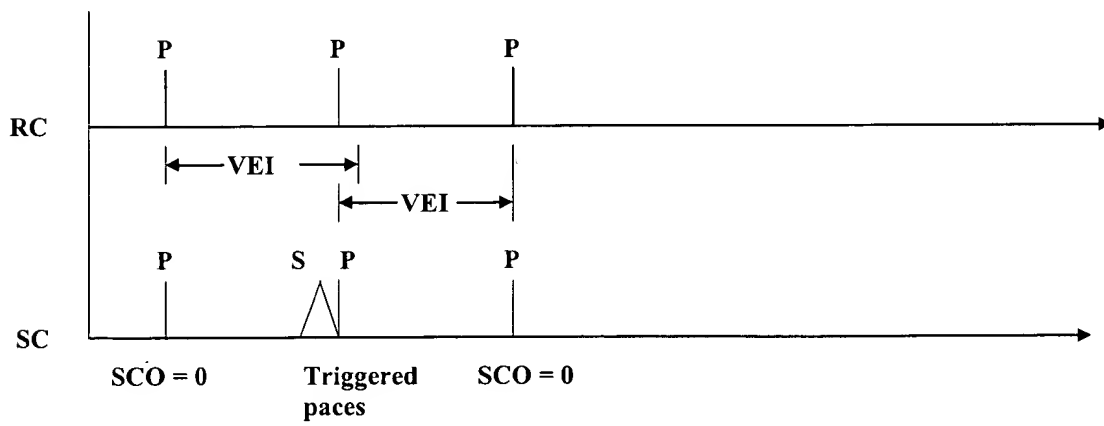 P P P
RC
VEI
VEI
P S P P
SC
SCO = 0 Triggered SCO = 0
paces